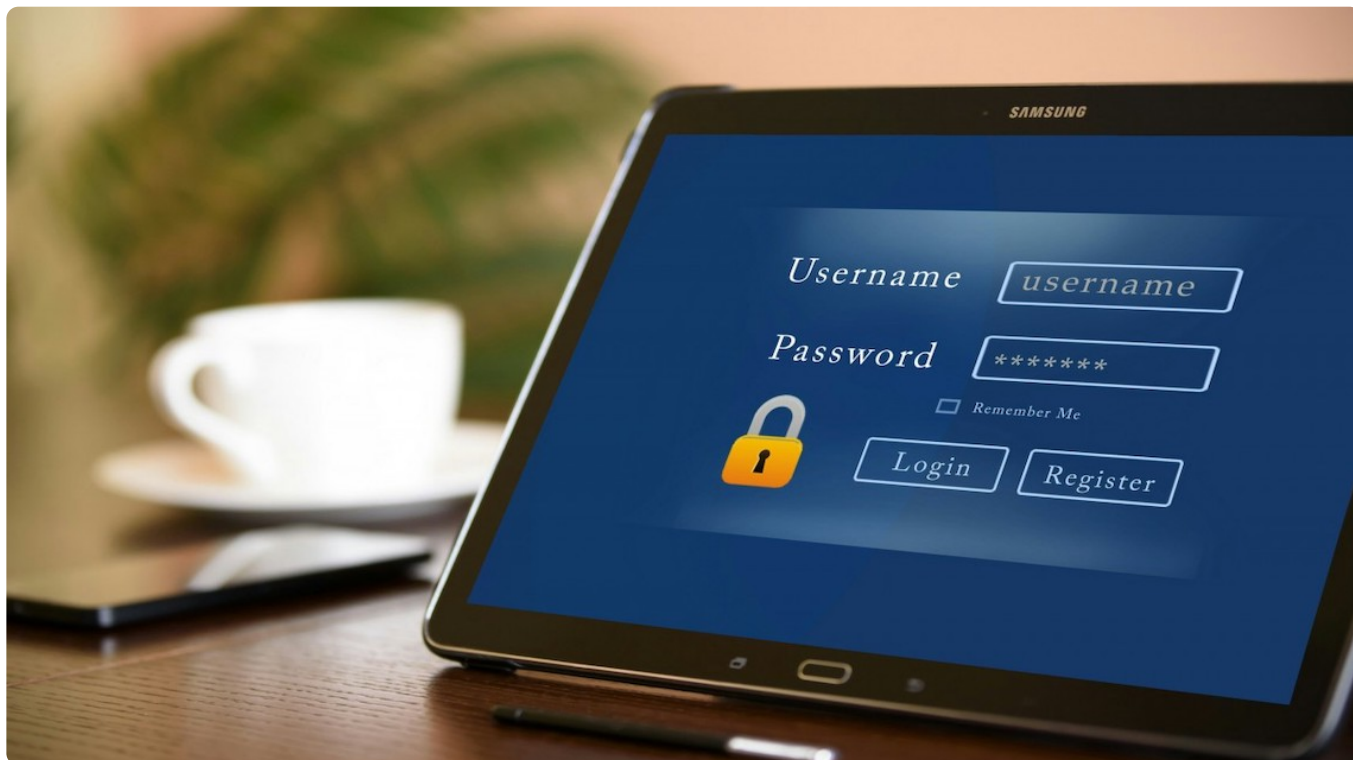 SAMSUNG
Username username
Password *******
Remember Me
Login Register